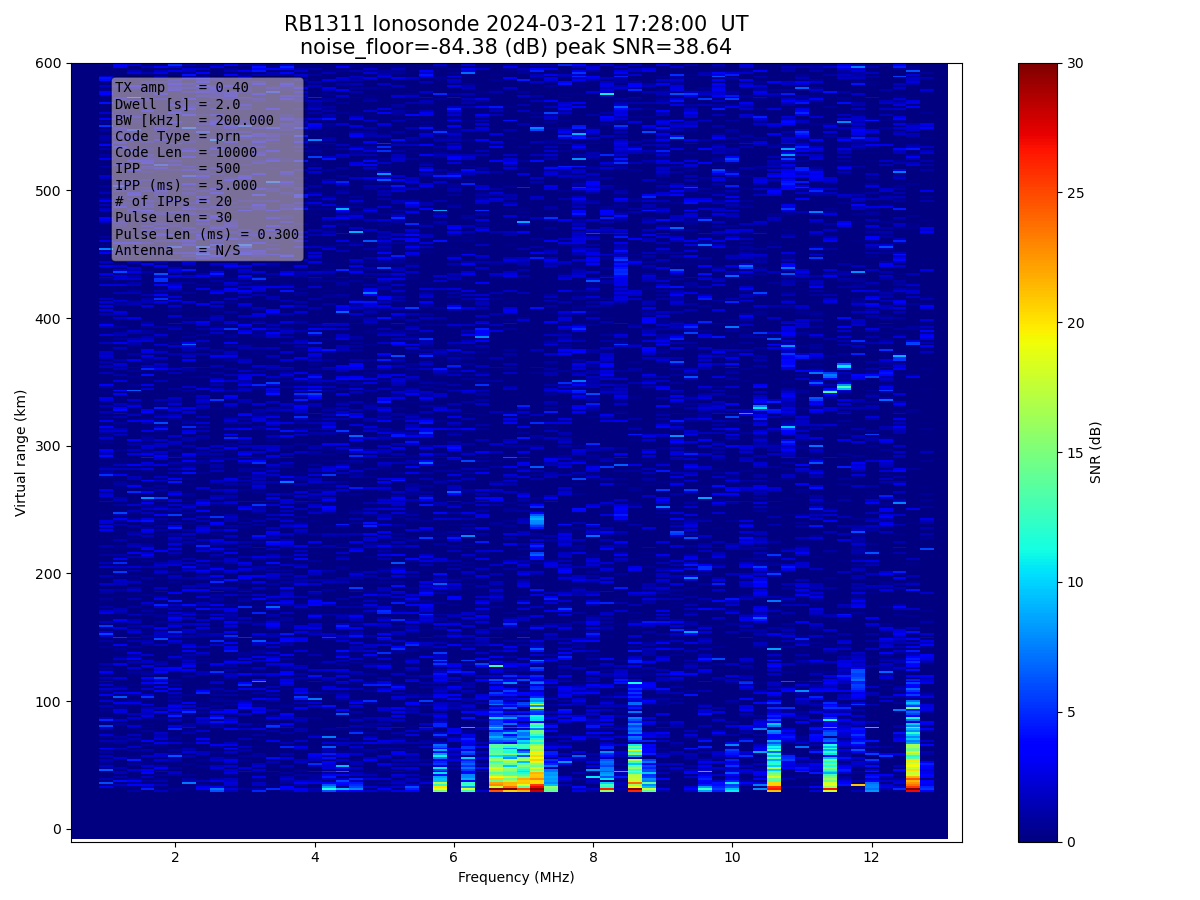 RB1311 Ionosonde 2024-03-21 17:28:00  UT
noise_floor=-84.38 (dB) peak SNR=38.64
TX amp    = 0.40
Dwell [s] = 2.0
BW [kHz]  = 200.000
Code Type = prn
Code Len  = 10000
IPP       = 500
IPP (ms)  = 5.000
# of IPPs = 20
Pulse Len = 30
Pulse Len (ms) = 0.300
Antenna   = N/S
Virtual range (km)
600
500
400
300
200
100
0
2
4
6
8
10
12
Frequency (MHz)
30
25
20
15
10
5
0
SNR (dB)